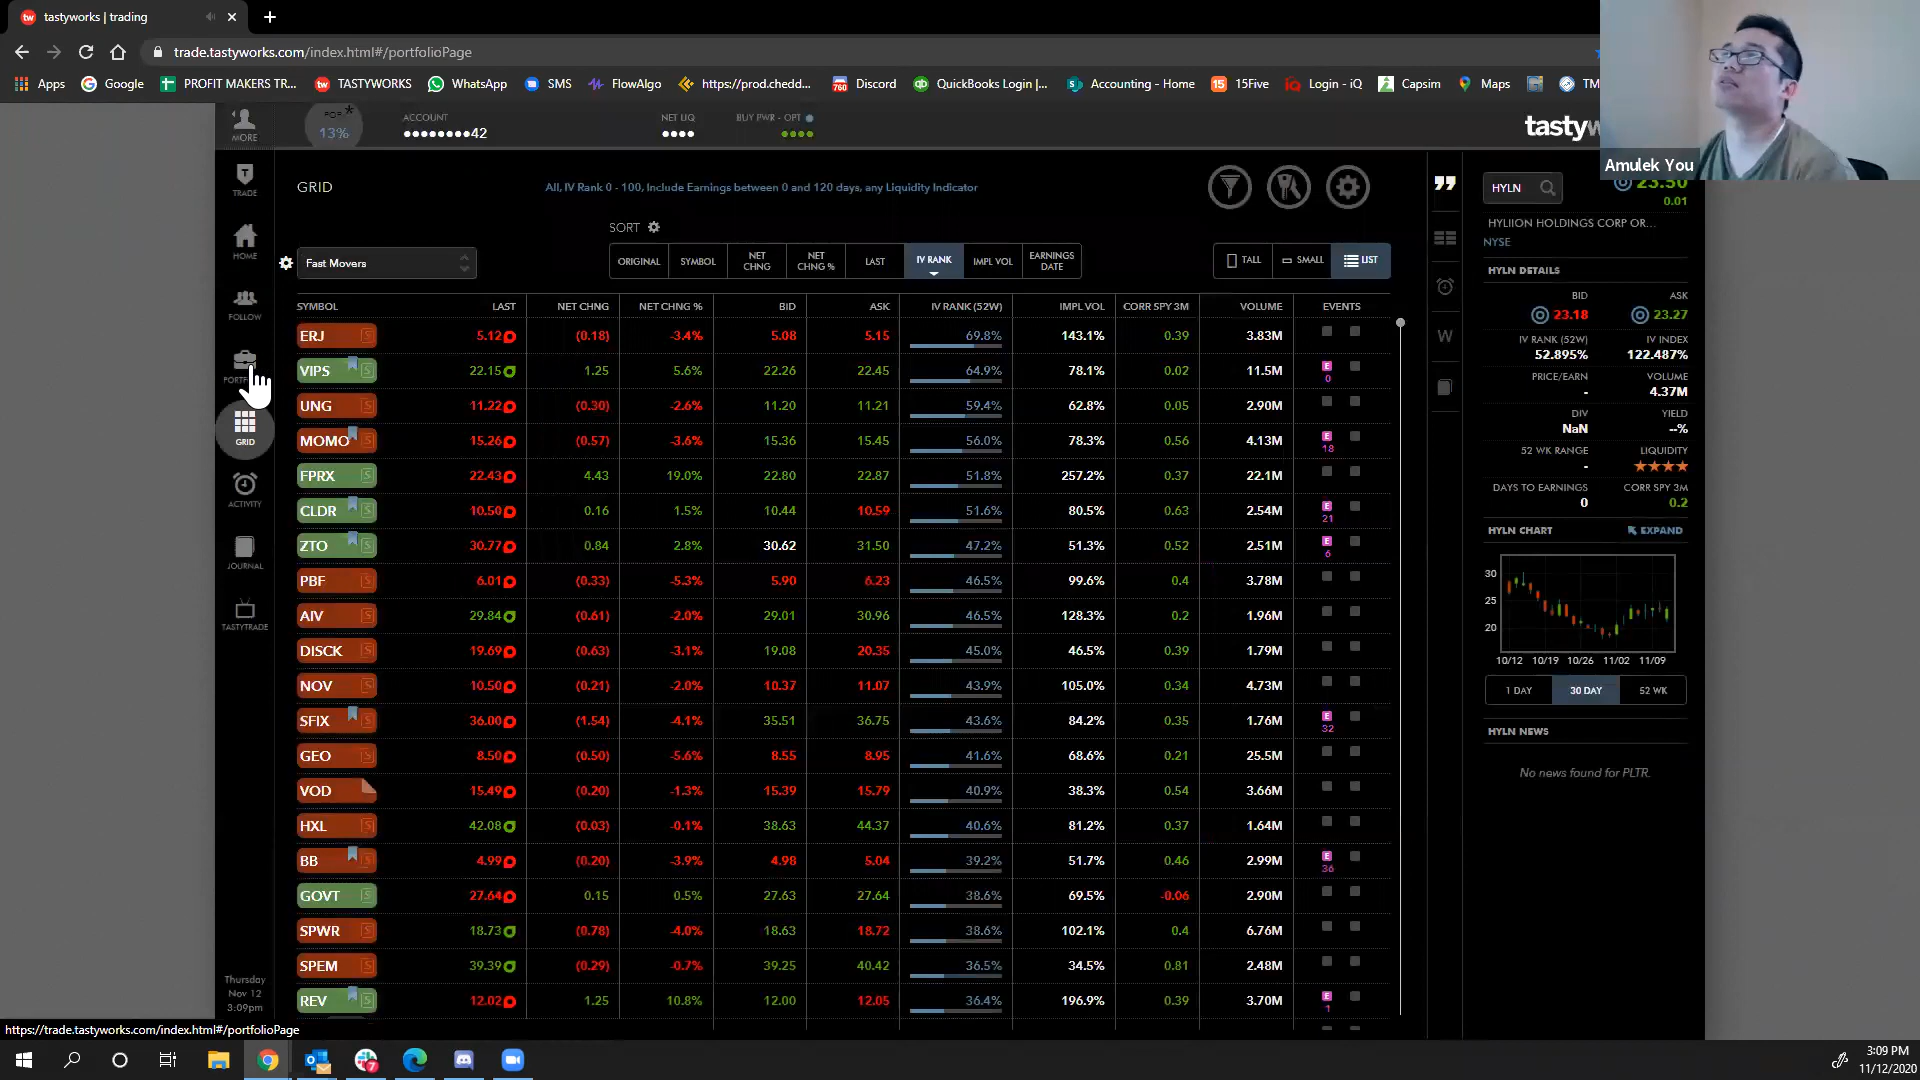 tastyworks | trading
trade.tastyworks.com/index.html#/portfolioPage
Apps Google PROFIT MAKERS TR... TASTYWORKS WhatsApp SMS FlowAlgo https://prod.chedd... Discord QuickBooks Login |... Accounting - Home 15Five Login - iQ Capsim Maps TM
Amulek You
MORE
POP*
13%
ACCOUNT
••••••••42
NET LIQ
••••
BUY PWR - OPT
••••
tastyw
TRADE
HOME
FOLLOW
PORTF
GRID
ACTIVITY
JOURNAL
TASTYTRADE
Thursday
Nov 12
3:09pm
GRID
All, IV Rank 0 - 100, Include Earnings between 0 and 120 days, any Liquidity Indicator
SORT
Fast Movers
ORIGINAL SYMBOL NET CHNG NET CHNG % LAST IV RANK IMPL VOL EARNINGS DATE
TALL SMALL LIST
SYMBOL LAST NET CHNG NET CHNG % BID ASK IV RANK (52W) IMPL VOL CORR SPY 3M VOLUME EVENTS
ERJ 5.12 (0.18) -3.4% 5.08 5.15 69.8% 143.1% 0.39 3.83M
VIPS 22.15 1.25 5.6% 22.26 22.45 64.9% 78.1% 0.02 11.5M E 0
UNG 11.22 (0.30) -2.6% 11.20 11.21 59.4% 62.8% 0.05 2.90M
MOMO 15.26 (0.57) -3.6% 15.36 15.45 56.0% 78.3% 0.56 4.13M E 18
FPRX 22.43 4.43 19.0% 22.80 22.87 51.8% 257.2% 0.37 22.1M
CLDR 10.50 0.16 1.5% 10.44 10.59 51.6% 80.5% 0.63 2.54M E 21
ZTO 30.77 0.84 2.8% 30.62 31.50 47.2% 51.3% 0.52 2.51M E 6
PBF 6.01 (0.33) -5.3% 5.90 6.23 46.5% 99.6% 0.4 3.78M
AIV 29.84 (0.61) -2.0% 29.01 30.96 46.5% 128.3% 0.2 1.96M
DISCK 19.69 (0.63) -3.1% 19.08 20.35 45.0% 46.5% 0.39 1.79M
NOV 10.50 (0.21) -2.0% 10.37 11.07 43.9% 105.0% 0.34 4.73M
SFIX 36.00 (1.54) -4.1% 35.51 36.75 43.6% 84.2% 0.35 1.76M E 32
GEO 8.50 (0.50) -5.6% 8.55 8.95 41.6% 68.6% 0.21 25.5M
VOD 15.49 (0.20) -1.3% 15.39 15.79 40.9% 38.3% 0.54 3.66M
HXL 42.08 (0.03) -0.1% 38.63 44.37 40.6% 81.2% 0.37 1.64M
BB 4.99 (0.20) -3.9% 4.98 5.04 39.2% 51.7% 0.46 2.99M E 36
GOVT 27.64 0.15 0.5% 27.63 27.64 38.6% 69.5% -0.06 2.90M
SPWR 18.73 (0.78) -4.0% 18.63 18.72 38.6% 102.1% 0.4 6.76M
SPEM 39.39 (0.29) -0.7% 39.25 40.42 36.5% 34.5% 0.81 2.48M
REV 12.02 1.25 10.8% 12.00 12.05 36.4% 196.9% 0.39 3.70M E 1
HYLN
23.50
0.01
HYLIION HOLDINGS CORP OR...
NYSE
HYLN DETAILS
BID ASK
23.18 23.27
IV RANK (52W) IV INDEX
52.895% 122.487%
PRICE/EARN VOLUME
- 4.37M
DIV YIELD
NaN --%
52 WK RANGE LIQUIDITY
- ★★★★
DAYS TO EARNINGS CORR SPY 3M
0 0.2
HYLN CHART EXPAND
30
25
20
10/12 10/19 10/26 11/02 11/09
1 DAY 30 DAY 52 WK
HYLN NEWS
No news found for PLTR.
https://trade.tastyworks.com/index.html#/portfolioPage
3:09 PM
11/12/2020